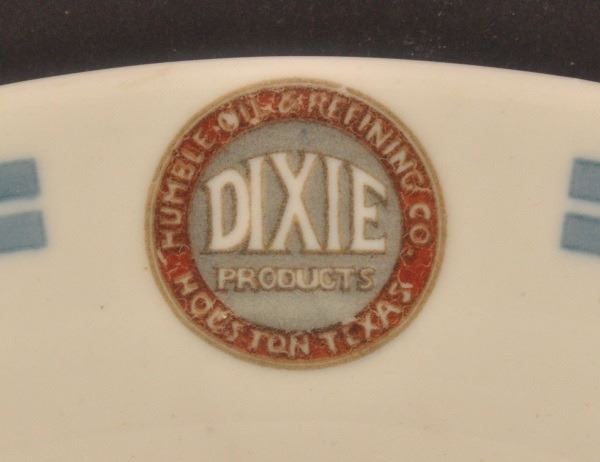 HUMBLE OIL & REFINING CO.
DIXIE
PRODUCTS
HOUSTON TEXAS